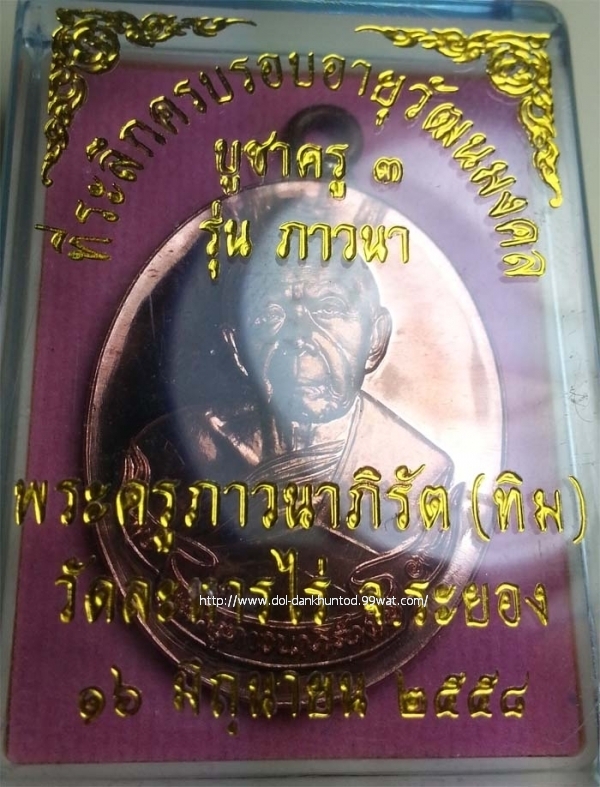 ที่ระลึกครบรอบอายุวัฒนมงคล
บูชาครู ๓
รุ่น ภาวนา
พระครูภาวนาภิรัต (ทิม)
วัดละหารไร่ จ.ระยอง
http://www.dol-dankhuntod.99wat.com/
๑๖ มิถุนายน ๒๕๕๘